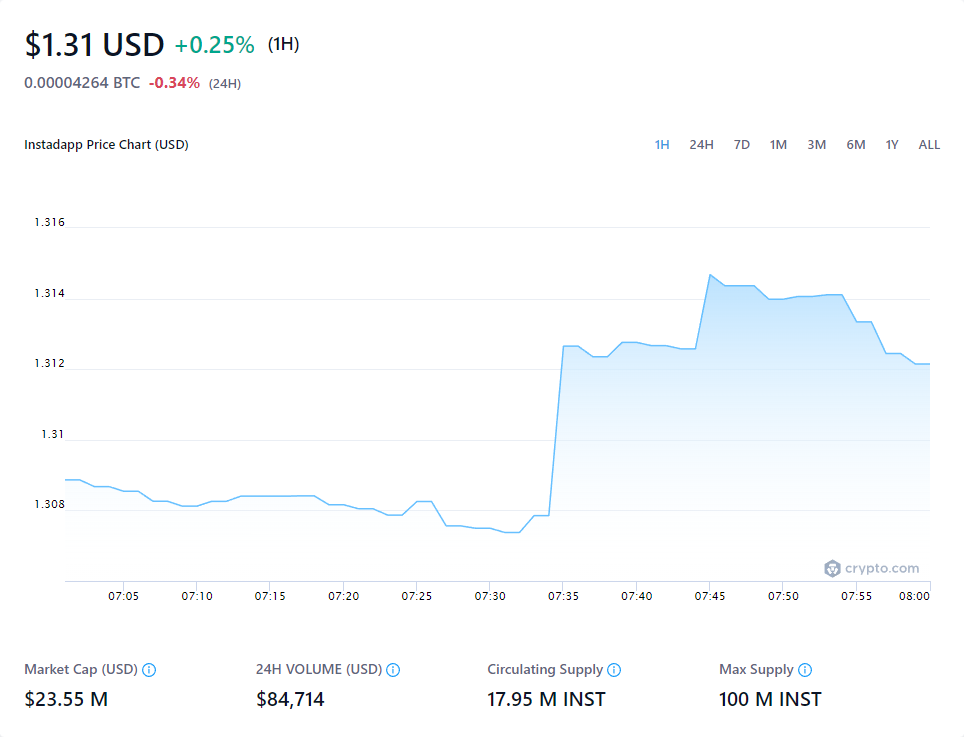 $1.31 USD +0.25% (1H)
0.00004264 BTC -0.34% (24H)
Instadapp Price Chart (USD) 1H 24H 7D 1M 3M 6M 1Y ALL
1.316
1.314
1.312
1.31
1.308
crypto.com
07:05 07:10 07:15 07:20 07:25 07:30 07:35 07:40 07:45 07:50 07:55 08:00
Market Cap (USD) 24H VOLUME (USD) Circulating Supply Max Supply
$23.55 M $84,714 17.95 M INST 100 M INST